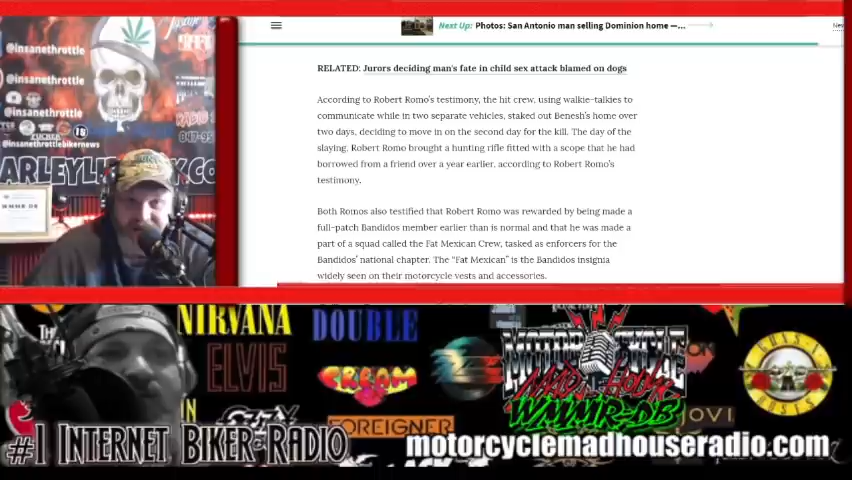 Next Up: Photos: San Antonio man selling Dominion home —...
@insanethrottle
@insanethrottle
@insanethrottle
@insanethrottlebikernews
RELATED: Jurors deciding man's fate in child sex attack blamed on dogs
According to Robert Romo's testimony, the hit crew, using walkie-talkies to
communicate while in two separate vehicles, staked out Benesh's home over
two days, deciding to move in on the second day for the kill. The day of the
slaying, Robert Romo brought a hunting rifle fitted with a scope that he had
borrowed from a friend over a year earlier, according to Robert Romo's
testimony.
Both Romos also testified that Robert Romo was rewarded by being made a
full-patch Bandidos member earlier than is normal and that he was made a
part of a squad called the Fat Mexican Crew, tasked as enforcers for the
Bandidos' national chapter. The "Fat Mexican" is the Bandidos insignia
widely seen on their motorcycle vests and accessories.
NIRVANA
DOUBLE
ELVIS
CREAM
OZZY
FOREIGNER
MOTORCYCLE
MAD HOUSE
WMMR-DB
GUNS N
ROSES
#1 INTERNET BIKER RADIO
motorcyclemadhouseradio.com